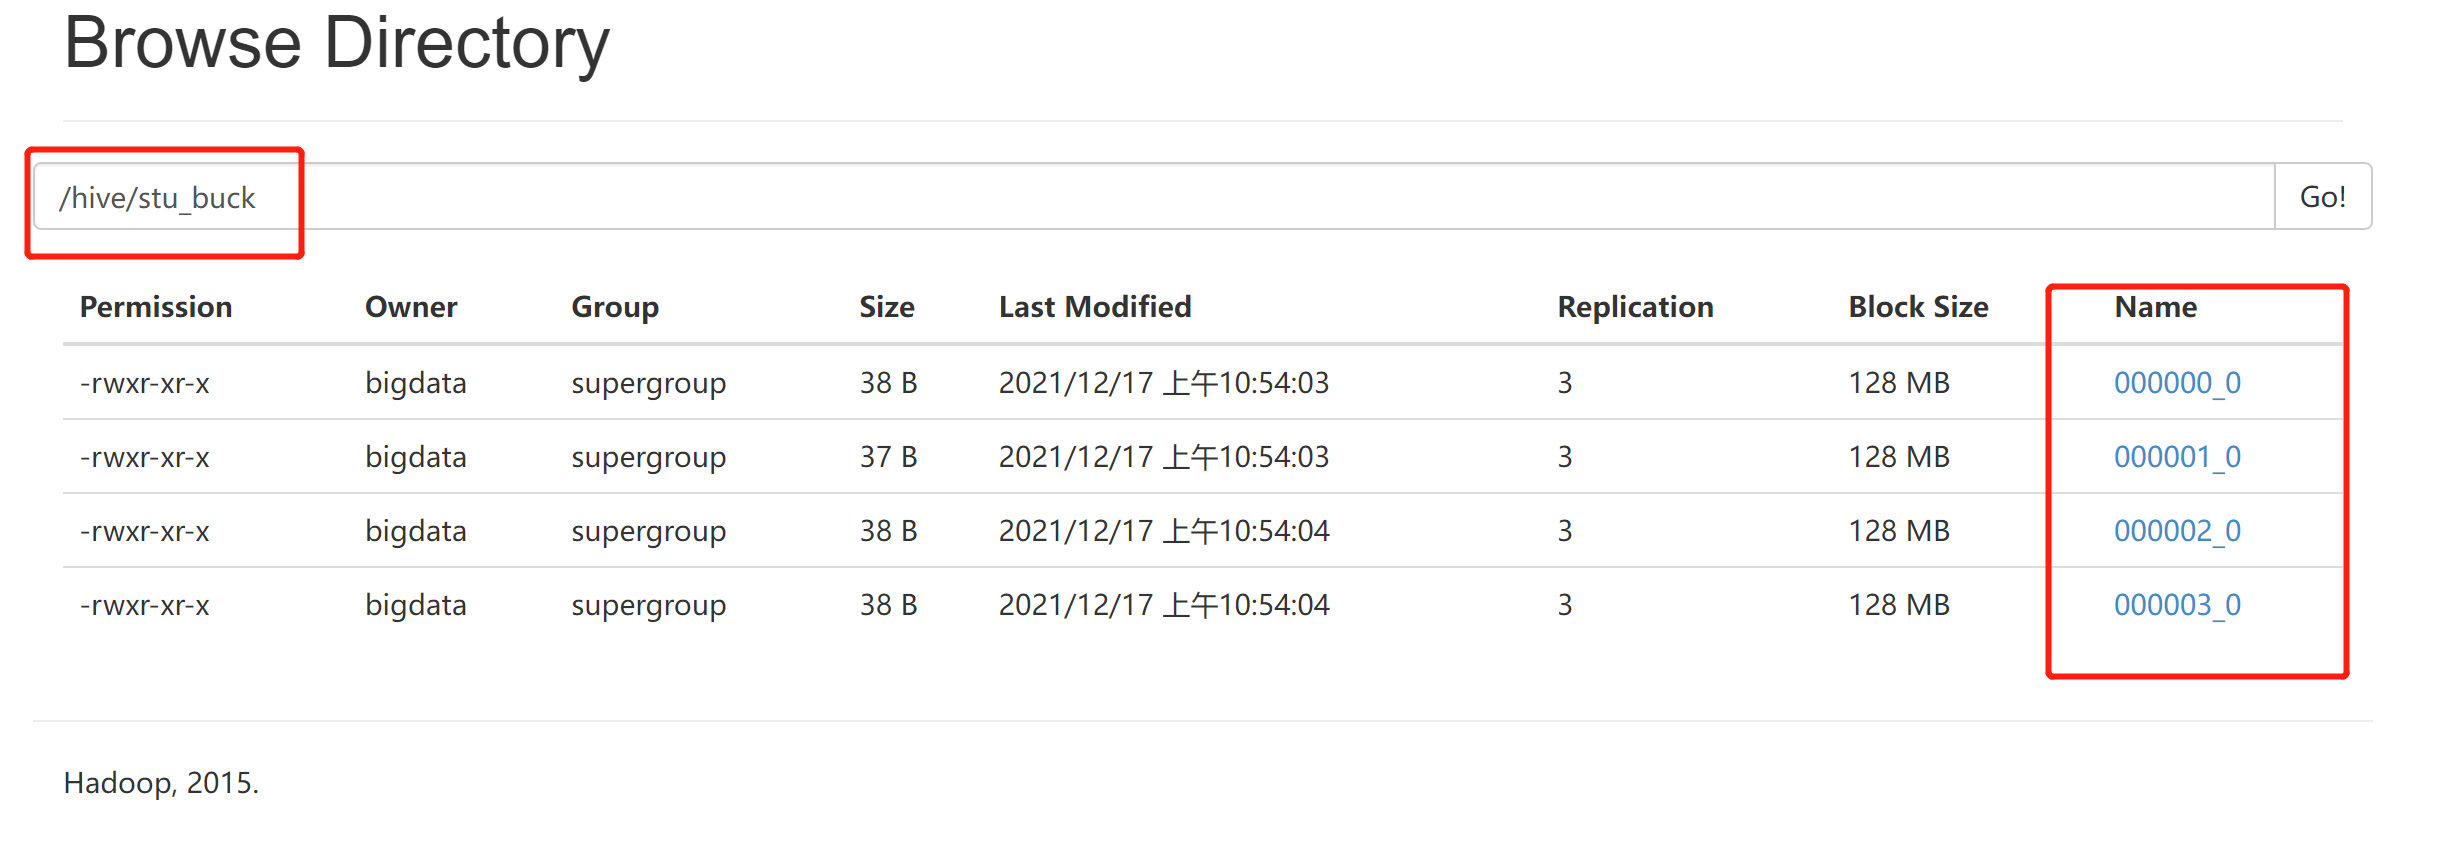 Browse Directory
/hive/stu_buck Go!
Permission Owner Group Size Last Modified Replication Block Size Name
-rwxr-xr-x bigdata supergroup 38 B 2021/12/17 上午10:54:03 3 128 MB 000000_0
-rwxr-xr-x bigdata supergroup 37 B 2021/12/17 上午10:54:03 3 128 MB 000001_0
-rwxr-xr-x bigdata supergroup 38 B 2021/12/17 上午10:54:04 3 128 MB 000002_0
-rwxr-xr-x bigdata supergroup 38 B 2021/12/17 上午10:54:04 3 128 MB 000003_0
Hadoop, 2015.